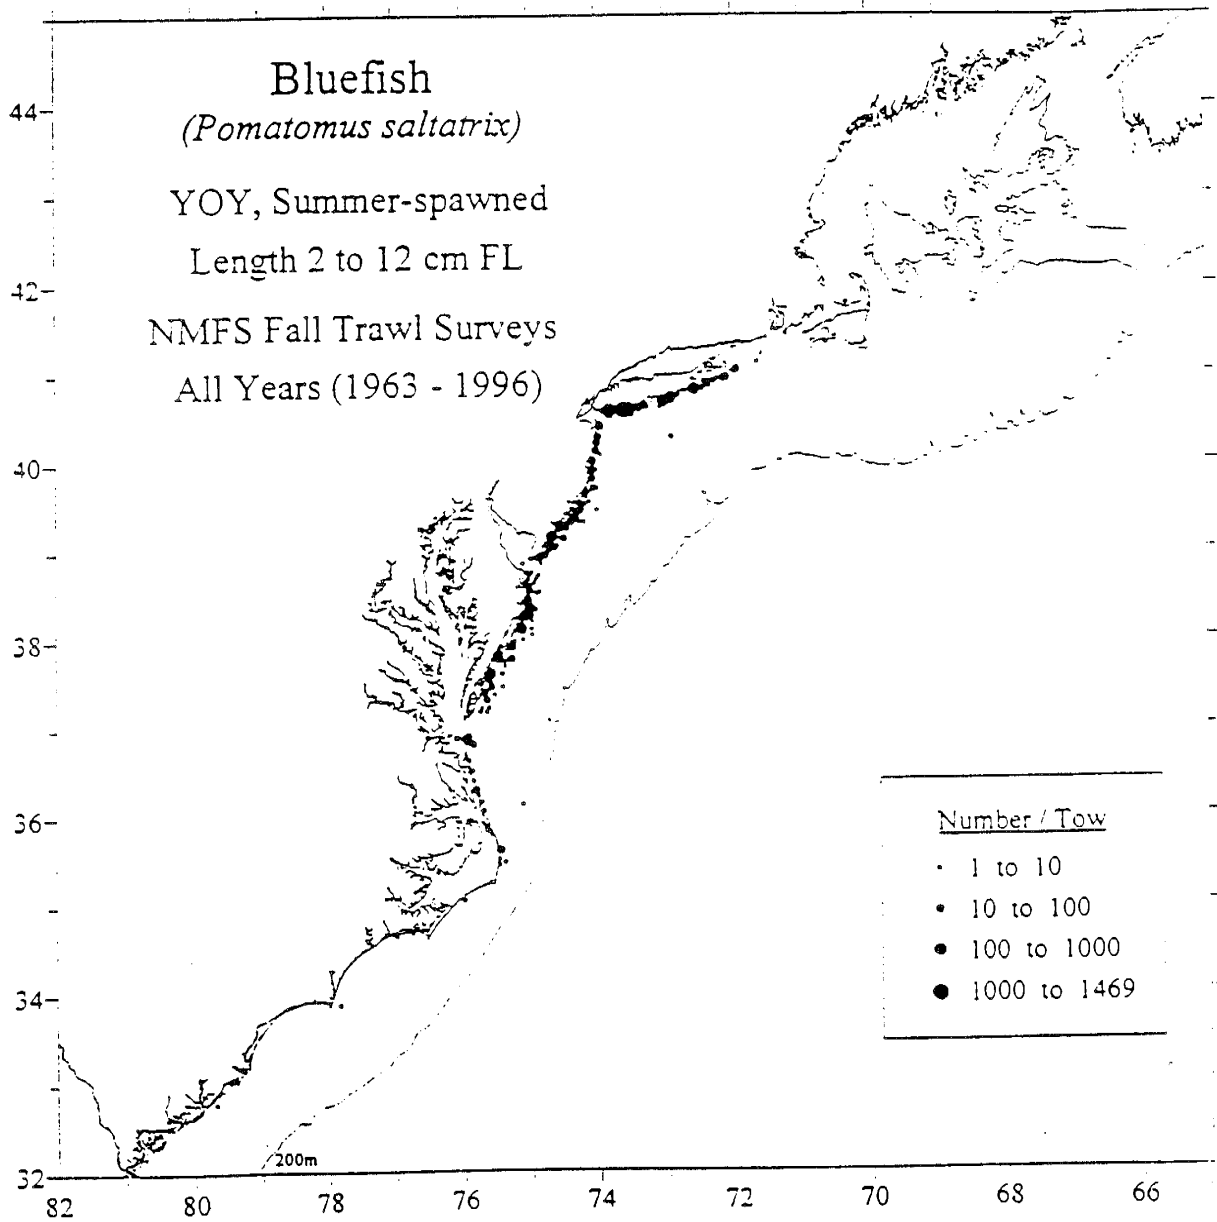 Bluefish
(Pomatomus saltatrix)
YOY, Summer-spawned
Length 2 to 12 cm FL
NMFS Fall Trawl Surveys
All Years (1963 - 1996)
44
42
40
38
36
34
32
Number / Tow
1 to 10
10 to 100
100 to 1000
1000 to 1469
200m
82 80 78 76 74 72 70 68 66